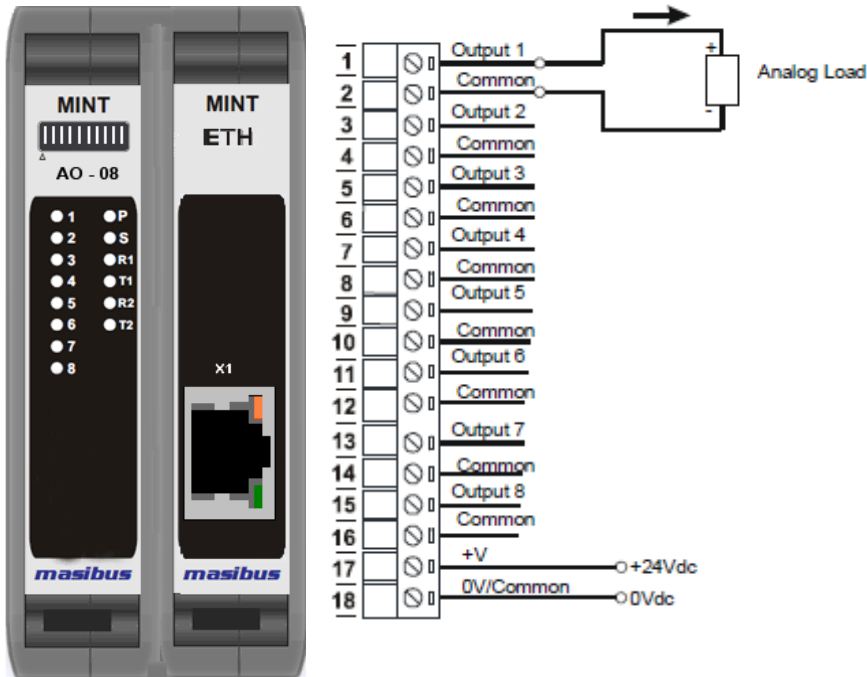 MINT
AO - 08
1 P
2 S
3 R1
4 T1
5 R2
6 T2
7
8
masibus
MINT
ETH
X1
masibus
1 Output 1
2 Common
3 Output 2
4 Common
5 Output 3
6 Common
7 Output 4
8 Common
9 Output 5
10 Common
11 Output 6
12 Common
13 Output 7
14 Common
15 Output 8
16 Common
17 +V +24Vdc
18 0V/Common 0Vdc
+
Analog Load
-